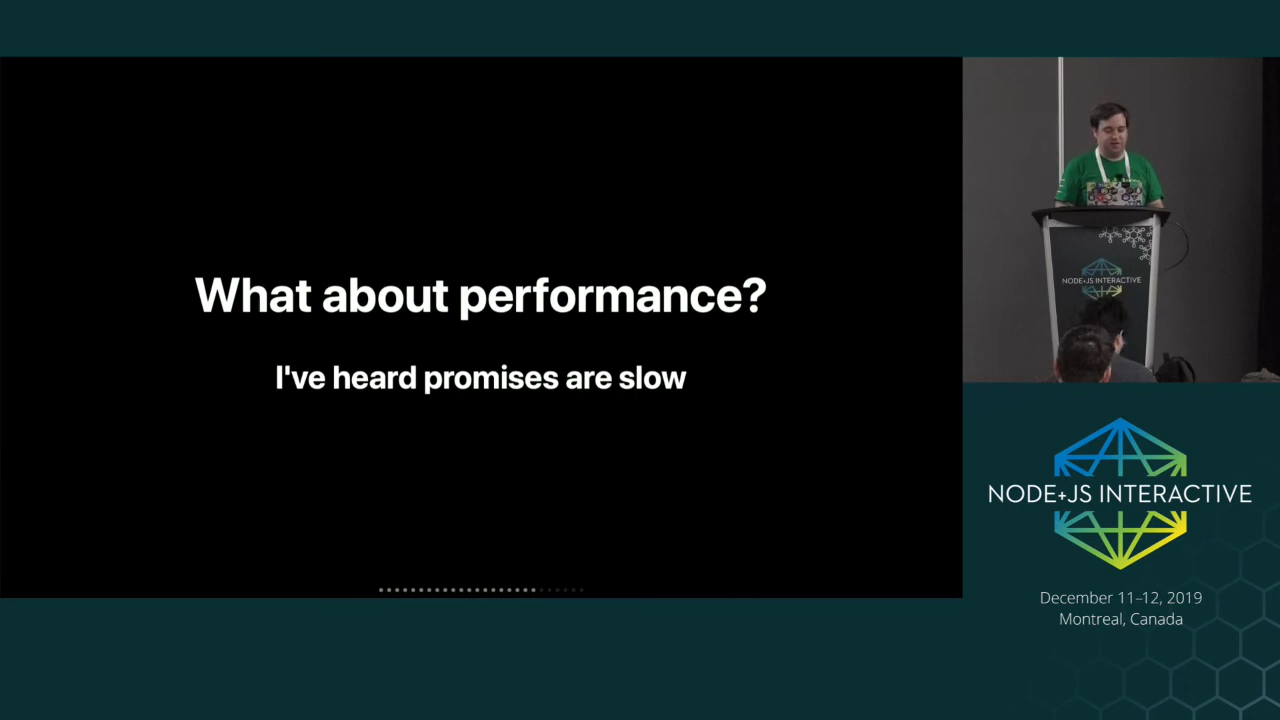 What about performance?
I've heard promises are slow
NODE+JS INTERACTIVE
NODE+JS INTERACTIVE
December 11–12, 2019
Montreal, Canada